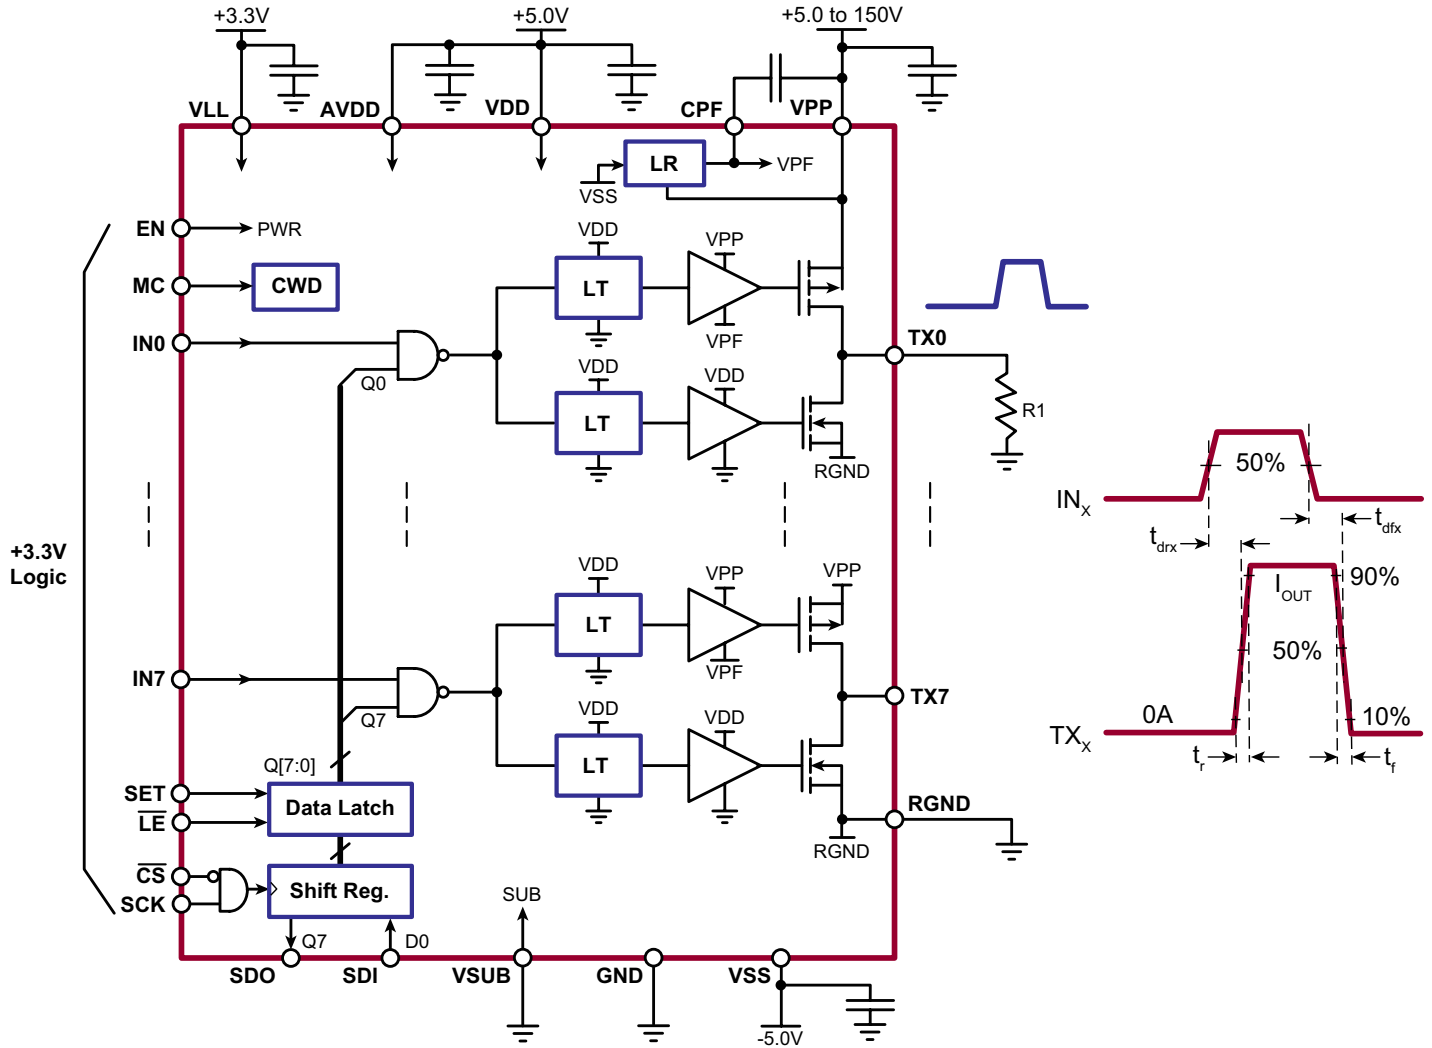 +3.3V
+5.0V
+5.0 to 150V
VLL
AVDD
VDD
CPF
VPP
LR
VPF
VSS
EN
PWR
MC
CWD
IN0
Q0
VDD
LT
VPP
VPF
VDD
LT
VDD
RGND
TX0
R1
+3.3V
Logic
VDD
LT
VPP
VPF
VPP
IN7
Q7
VDD
LT
VDD
TX7
Q[7:0]
SET
LE
Data Latch
RGND
RGND
CS
SCK
Shift Reg.
Q7
D0
SUB
SDO
SDI
VSUB
GND
VSS
-5.0V
50%
INX
tdrx
tdfx
90%
IOUT
50%
0A
10%
TXX
tr
tf